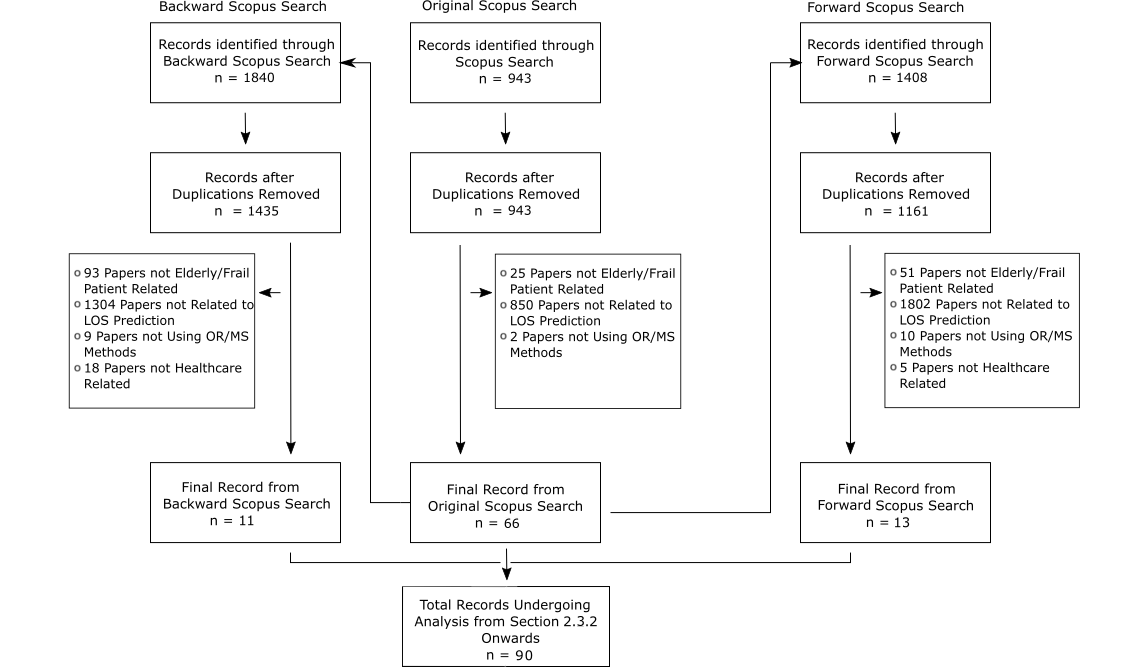 Backward Scopus Search
Records identified through
Backward Scopus Search
n = 1840
Records after
Duplications Removed
n = 1435
o 93 Papers not Elderly/Frail
Patient Related
o 1304 Papers not Related to
LOS Prediction
o 9 Papers not Using OR/MS
Methods
o 18 Papers not Healthcare
Related
Final Record from
Backward Scopus Search
n = 11
Original Scopus Search
Records identified through
Scopus Search
n = 943
Records after
Duplications Removed
n = 943
o 25 Papers not Elderly/Frail
Patient Related
o 850 Papers not Related to
LOS Prediction
o 2 Papers not Using OR/MS
Methods
Final Record from
Original Scopus Search
n = 66
Forward Scopus Search
Records identified through
Forward Scopus Search
n = 1408
Records after
Duplications Removed
n = 1161
o 51 Papers not Elderly/Frail
Patient Related
o 1802 Papers not Related to
LOS Prediction
o 10 Papers not Using OR/MS
Methods
o 5 Papers not Healthcare
Related
Final Record from
Forward Scopus Search
n = 13
Total Records Undergoing
Analysis from Section 2.3.2
Onwards
n = 90